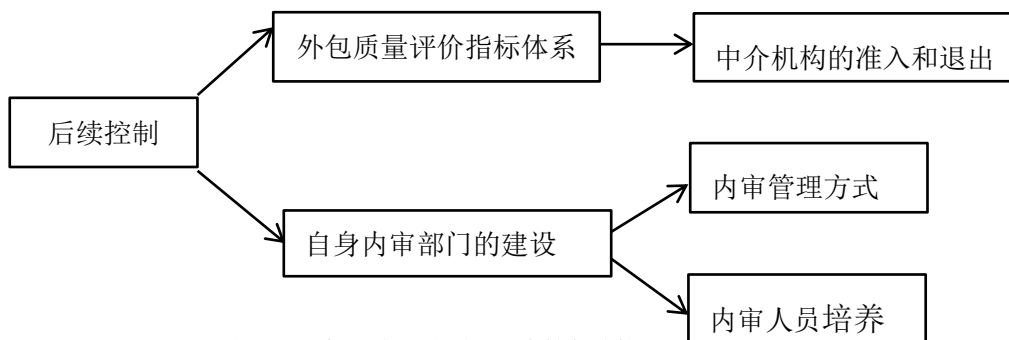 外包质量评价指标体系
中介机构的准入和退出
后续控制
内审管理方式
自身内审部门的建设
内审人员培养